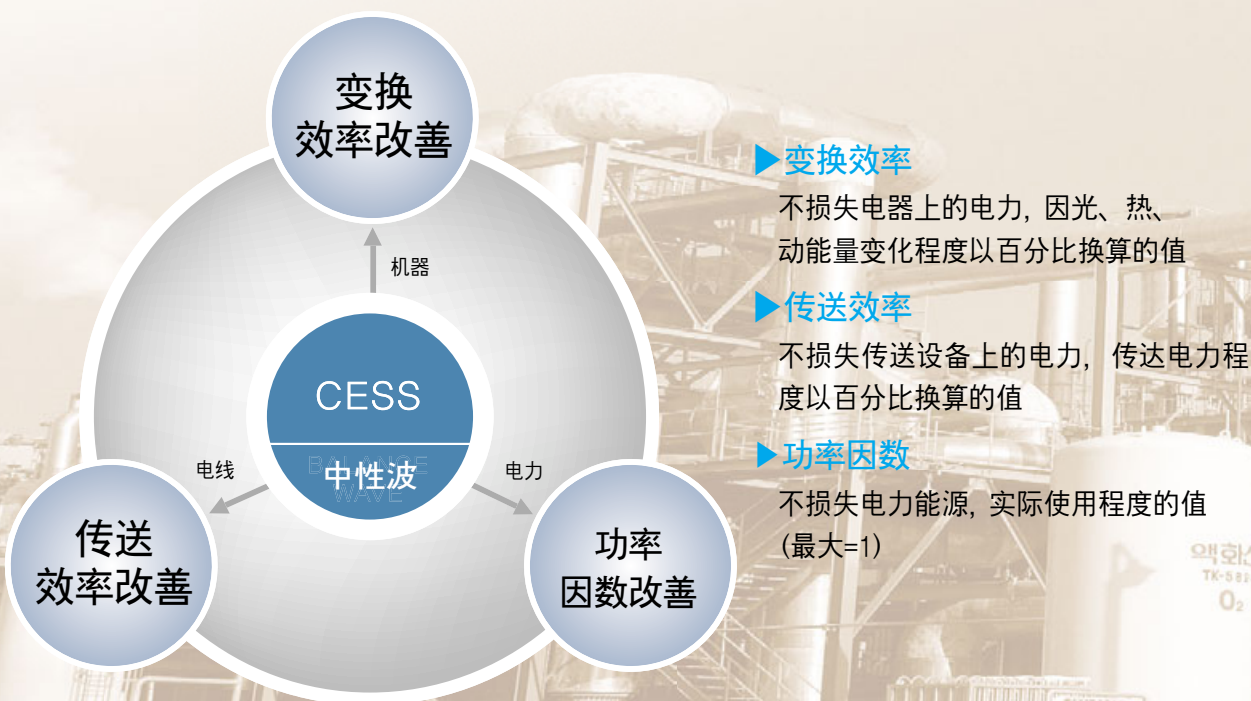 变换
效率改善
机器
CESS
BALANCE
WAVE
中性波
电线
电力
传送
效率改善
功率
因数改善
▶变换效率
不损失电器上的电力, 因光、热、
动能量变化程度以百分比换算的值
▶传送效率
不损失传送设备上的电力, 传达电力程
度以百分比换算的值
▶功率因数
不损失电力能源, 实际使用程度的值
(最大=1)
액화산
O₂